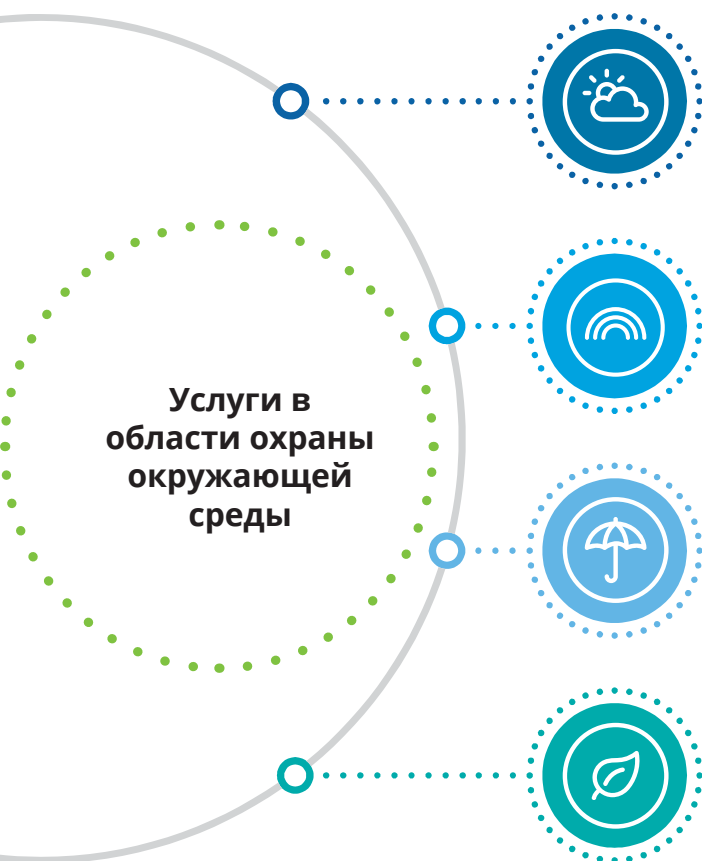 Услуги в
области охраны
окружающей
среды